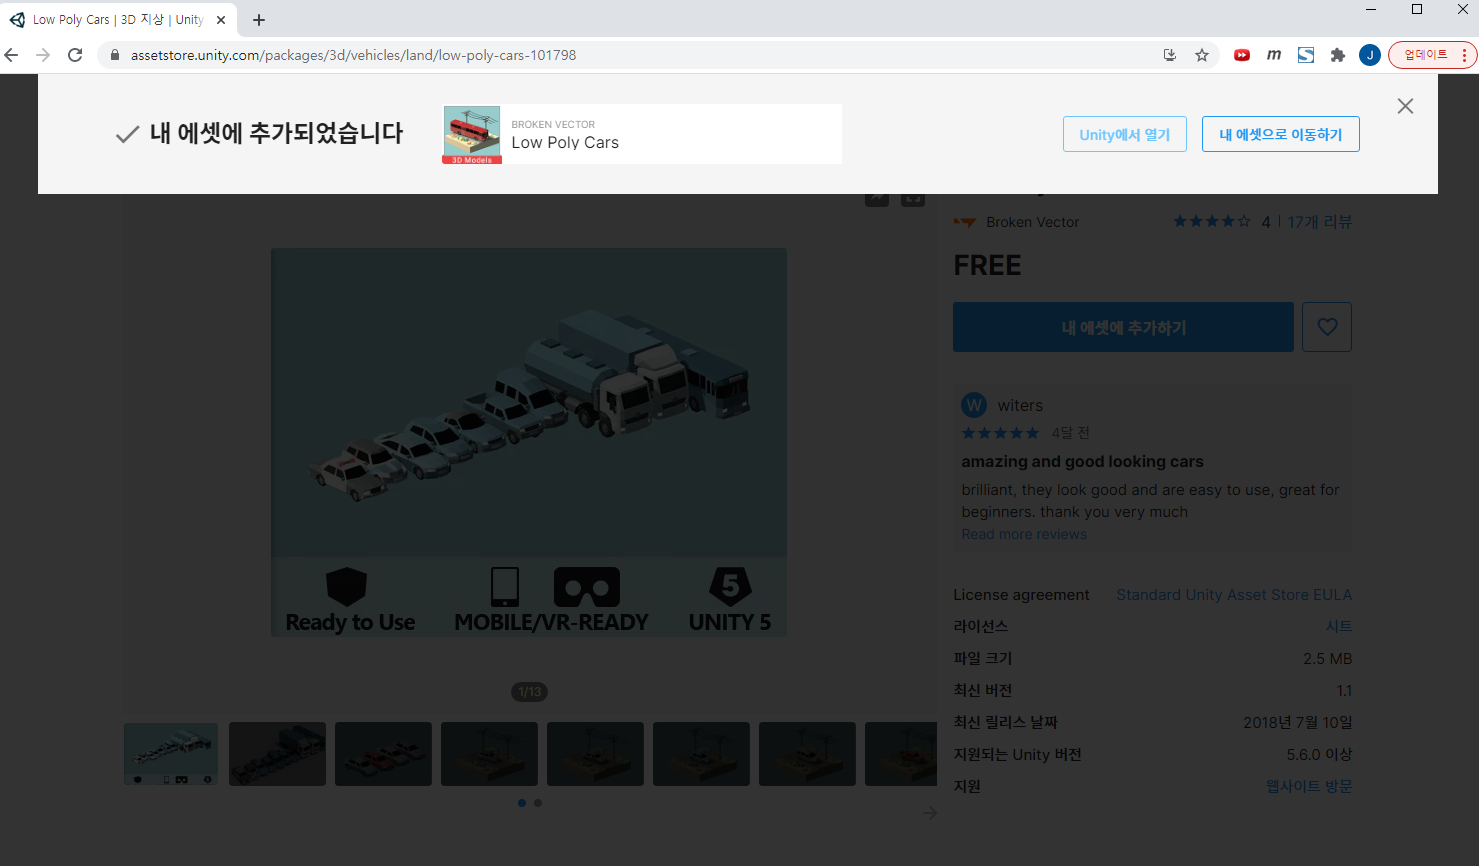 Low Poly Cars | 3D 지상 | Unity
assetstore.unity.com/packages/3d/vehicles/land/low-poly-cars-101798
m
S
J
업데이트
내 에셋에 추가되었습니다
3D Models
BROKEN VECTOR
Low Poly Cars
Unity에서 열기
내 에셋으로 이동하기
Broken Vector
4
17개 리뷰
FREE
내 에셋에 추가하기
W
witers
4달 전
amazing and good looking cars
brilliant, they look good and are easy to use, great for
beginners. thank you very much
Read more reviews
5
Ready to Use
MOBILE/VR-READY
UNITY 5
1/13
License agreement
Standard Unity Asset Store EULA
라이선스
시트
파일 크기
2.5 MB
최신 버전
1.1
최신 릴리스 날짜
2018년 7월 10일
지원되는 Unity 버전
5.6.0 이상
지원
웹사이트 방문